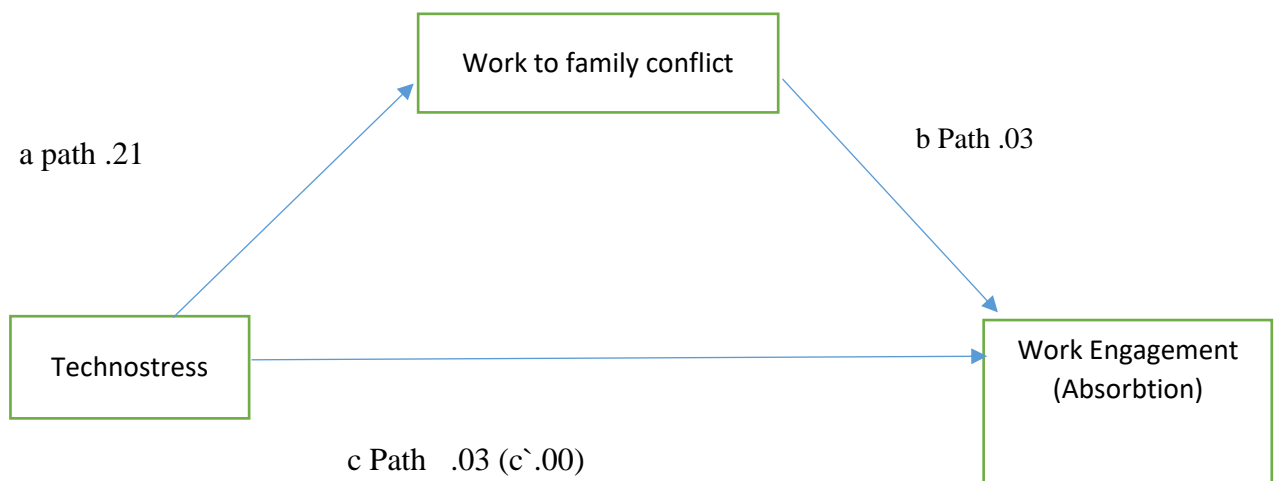 Work to family conflict
a path .21
b Path .03
Technostress
Work Engagement
(Absorbtion)
c Path .03 (c`.00)